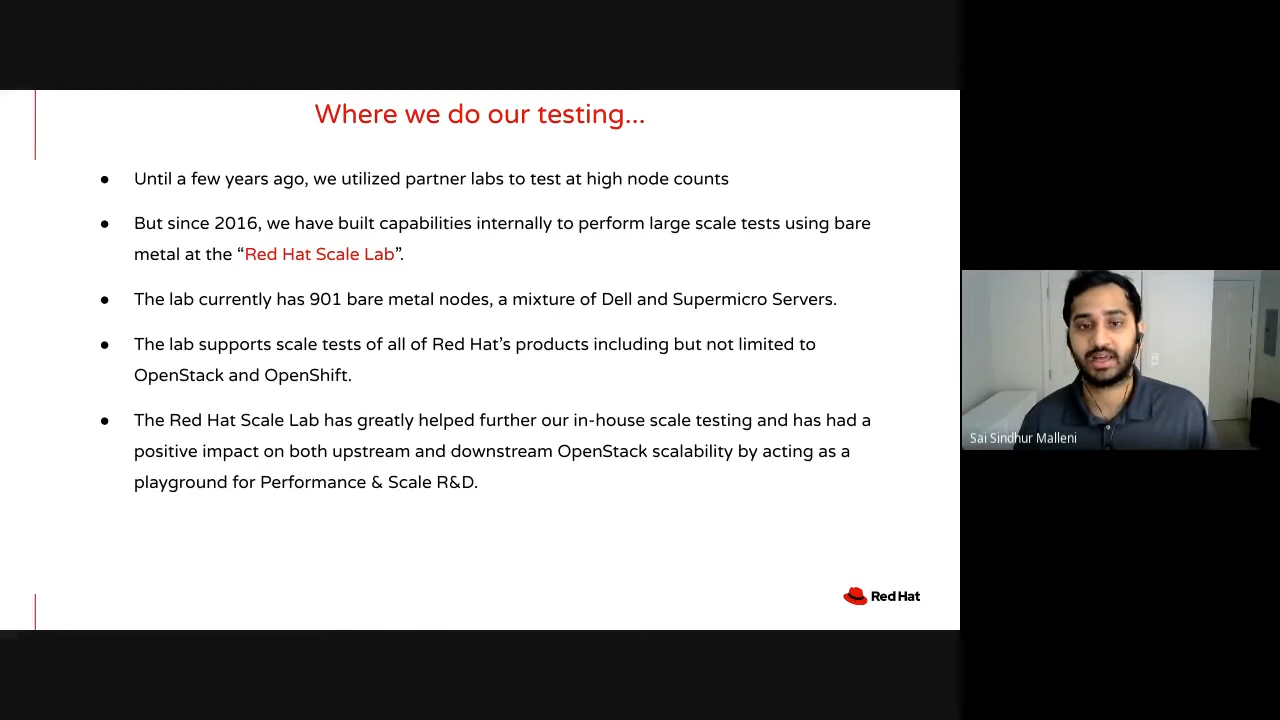 Where we do our testing...
● Until a few years ago, we utilized partner labs to test at high node counts
● But since 2016, we have built capabilities internally to perform large scale tests using bare
metal at the “Red Hat Scale Lab”.
● The lab currently has 901 bare metal nodes, a mixture of Dell and Supermicro Servers.
● The lab supports scale tests of all of Red Hat’s products including but not limited to
OpenStack and OpenShift.
● The Red Hat Scale Lab has greatly helped further our in-house scale testing and has had a
positive impact on both upstream and downstream OpenStack scalability by acting as a
playground for Performance & Scale R&D.
Red Hat
Sai Sindhur Malleni